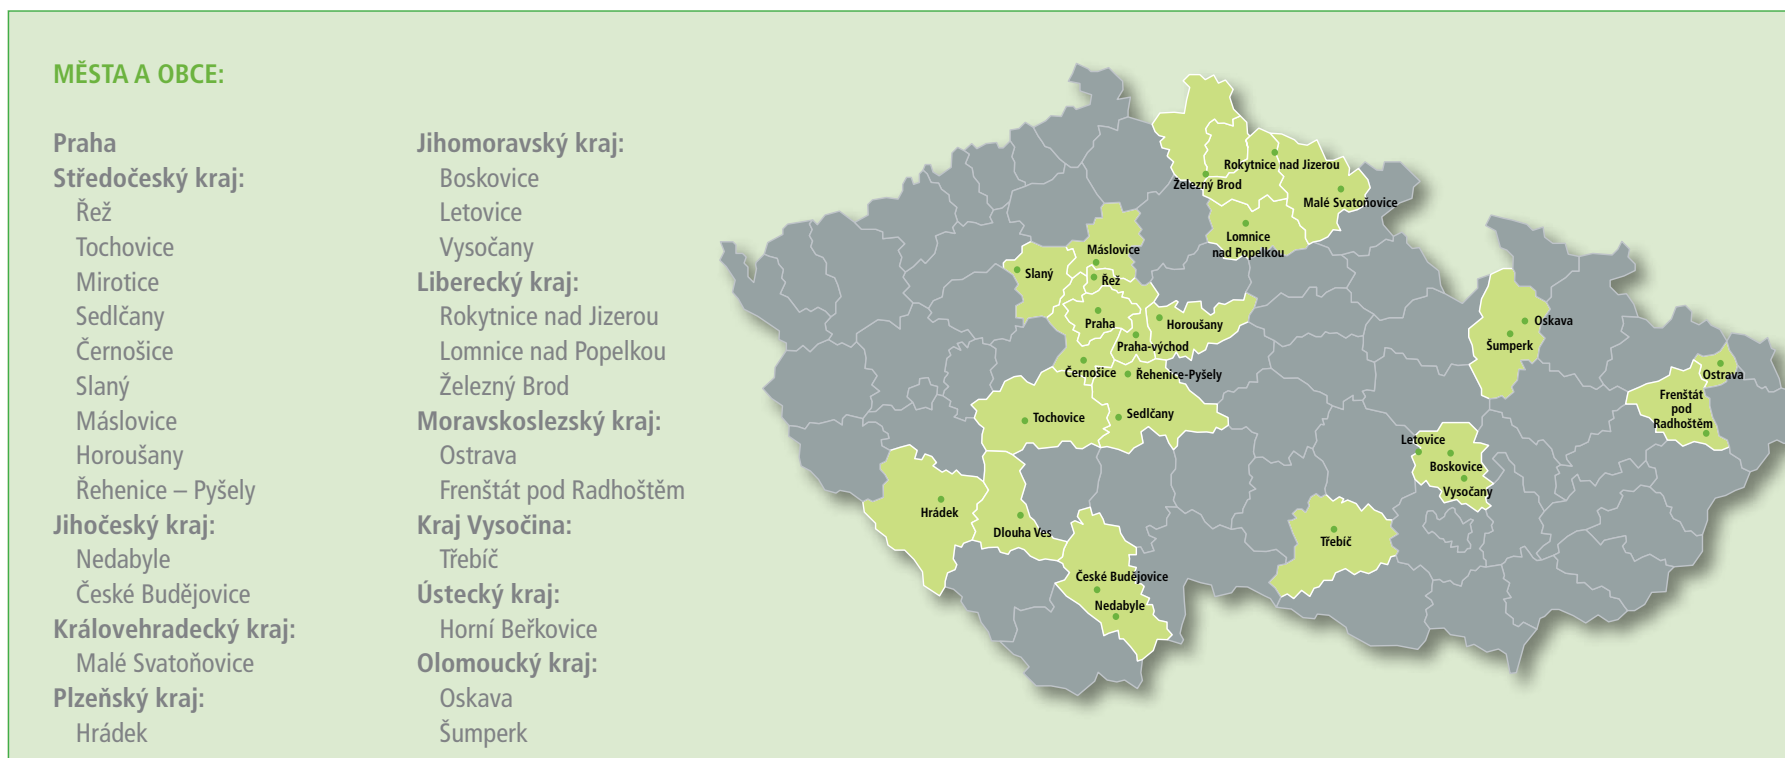 MĚSTA A OBCE:
Praha
Středočeský kraj:
Řež
Tochovice
Mirotice
Sedlčany
Černošice
Slaný
Máslovice
Horoušany
Řehenice – Pyšely
Jihočeský kraj:
Nedabyle
České Budějovice
Královehradecký kraj:
Malé Svatoňovice
Plzeňský kraj:
Hrádek
Jihomoravský kraj:
Boskovice
Letovice
Vysočany
Liberecký kraj:
Rokytnice nad Jizerou
Lomnice nad Popelkou
Železný Brod
Moravskoslezský kraj:
Ostrava
Frenštát pod Radhoštěm
Kraj Vysočina:
Třebíč
Ústecký kraj:
Horní Beřkovice
Olomoucký kraj:
Oskava
Šumperk
Rokytnice nad Jizerou
Železný Brod
Malé Svatoňovice
Lomnice
nad Popelkou
Máslovice
Slaný
Řež
Praha
Horoušany
Praha-východ
Černošice
Řehenice-Pyšely
Tochovice
Sedlčany
Oskava
Šumperk
Ostrava
Frenštát
pod
Radhoštěm
Letovice
Boskovice
Vysočany
Hrádek
Dlouha Ves
Třebíč
České Budějovice
Nedabyle